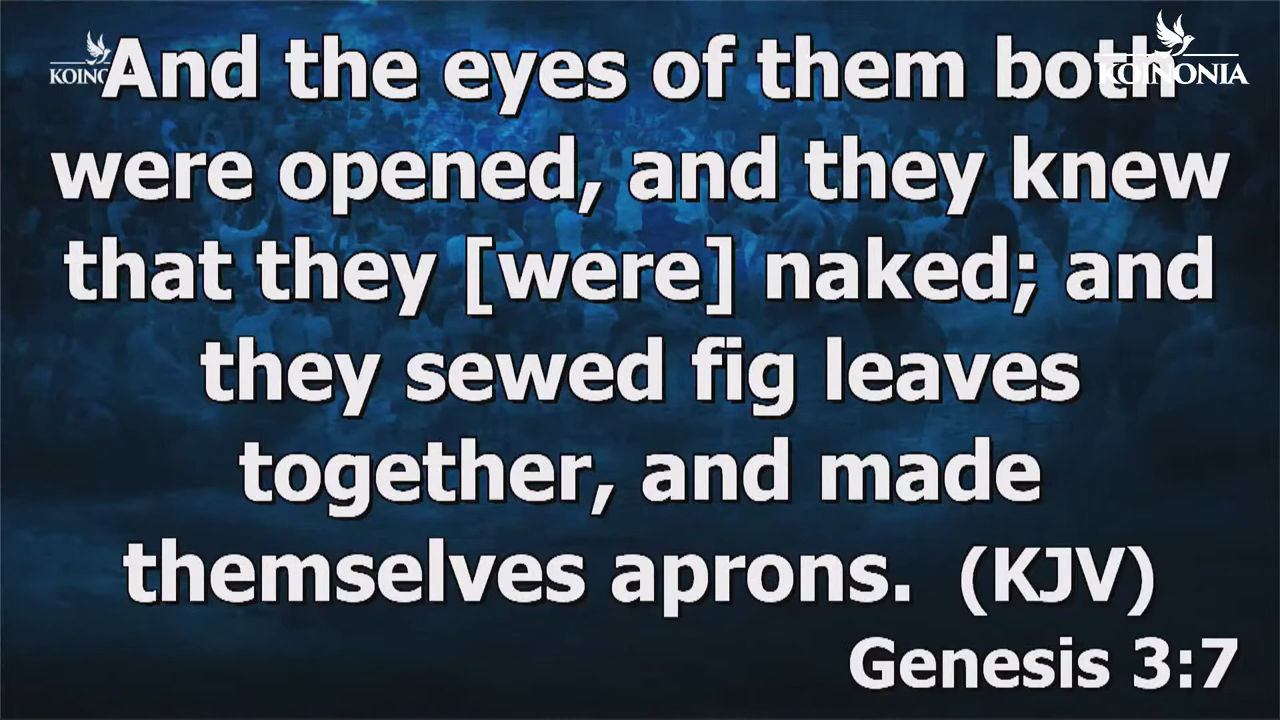 KOINONIA
And the eyes of them both
were opened, and they knew
that they [were] naked; and
they sewed fig leaves
together, and made
themselves aprons. (KJV)
Genesis 3:7